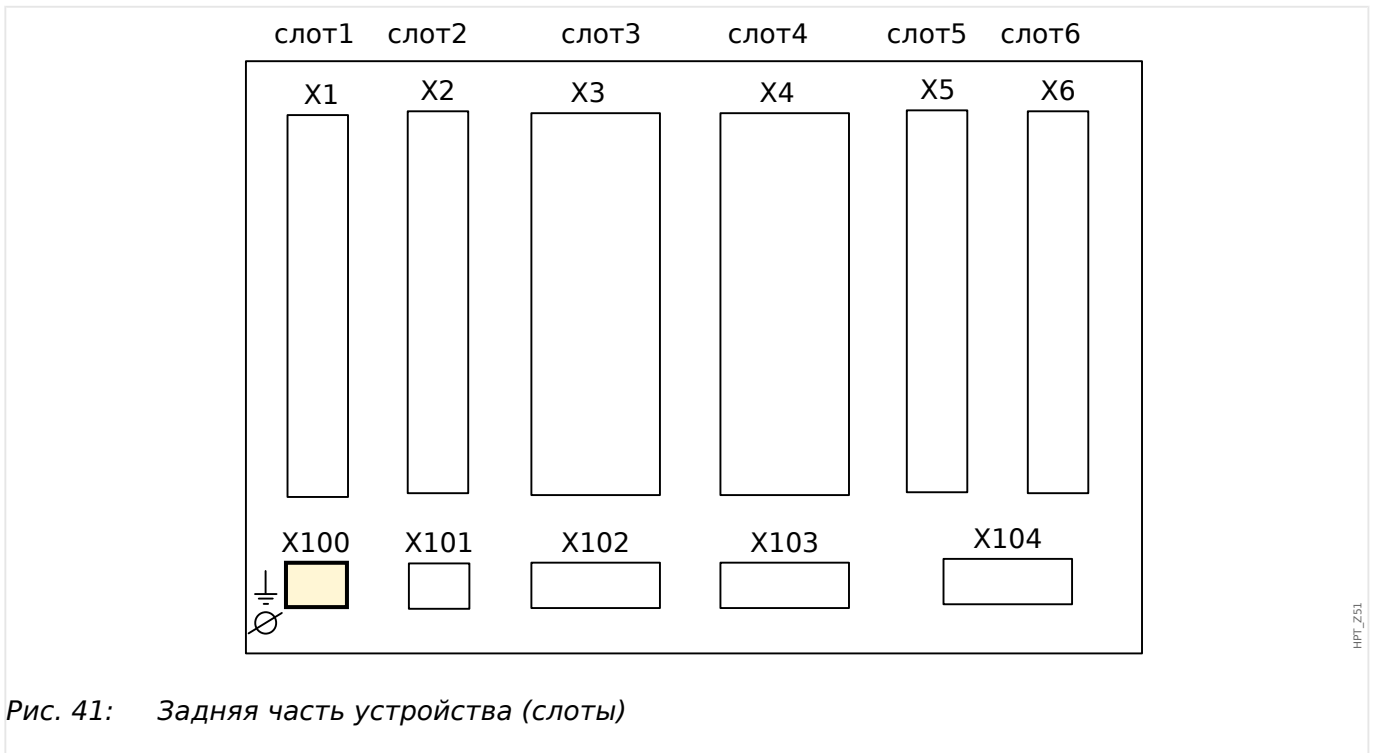 слот1 слот2 слот3 слот4 слот5 слот6
X1 X2 X3 X4 X5 X6
X100 X101 X102 X103 X104
HPT_Z51
Рис. 41: Задняя часть устройства (слоты)